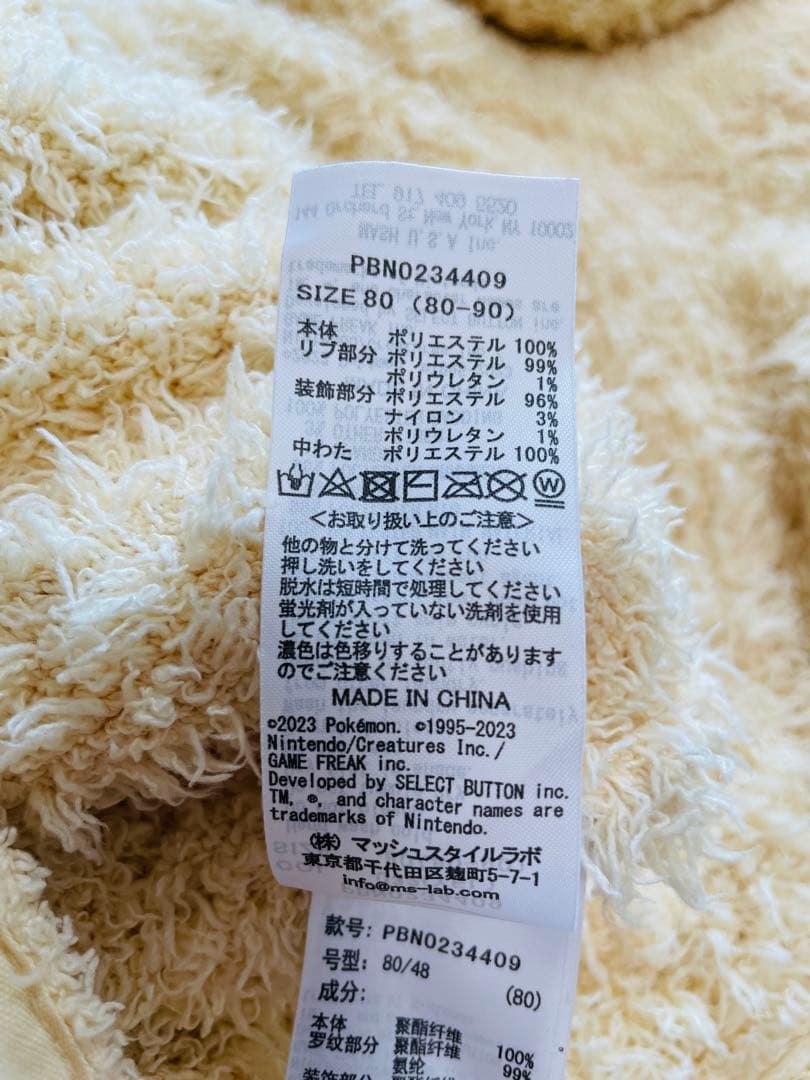 PBN0234409
SIZE 80 (80-90)
本体 ポリエステル 100%
リブ部分 ポリエステル 99%
ポリウレタン 1%
装飾部分 ポリエステル 96%
ナイロン 3%
ポリウレタン 1%
中わた ポリエステル 100%
W
<お取り扱い上のご注意>
他の物と分けて洗ってください
押し洗いをしてください
脱水は短時間で処理してください
蛍光剤が入っていない洗剤を使用
してください
濃色は色移りすることがあります
のでご注意ください
MADE IN CHINA
©2023 Pokémon. ©1995-2023
Nintendo/Creatures Inc./
GAME FREAK inc.
Developed by SELECT BUTTON inc.
TM, ®, and character names are
trademarks of Nintendo.
(株) マッシュスタイルラボ
東京都千代田区麹町5-7-1
info@ms-lab.com
款号: PBN0234409
号型: 80/48 (80)
成分:
本体 聚酯纤维 100%
罗纹部分 聚酯纤维 99%
氨纶
装饰部分 聚酯纤维